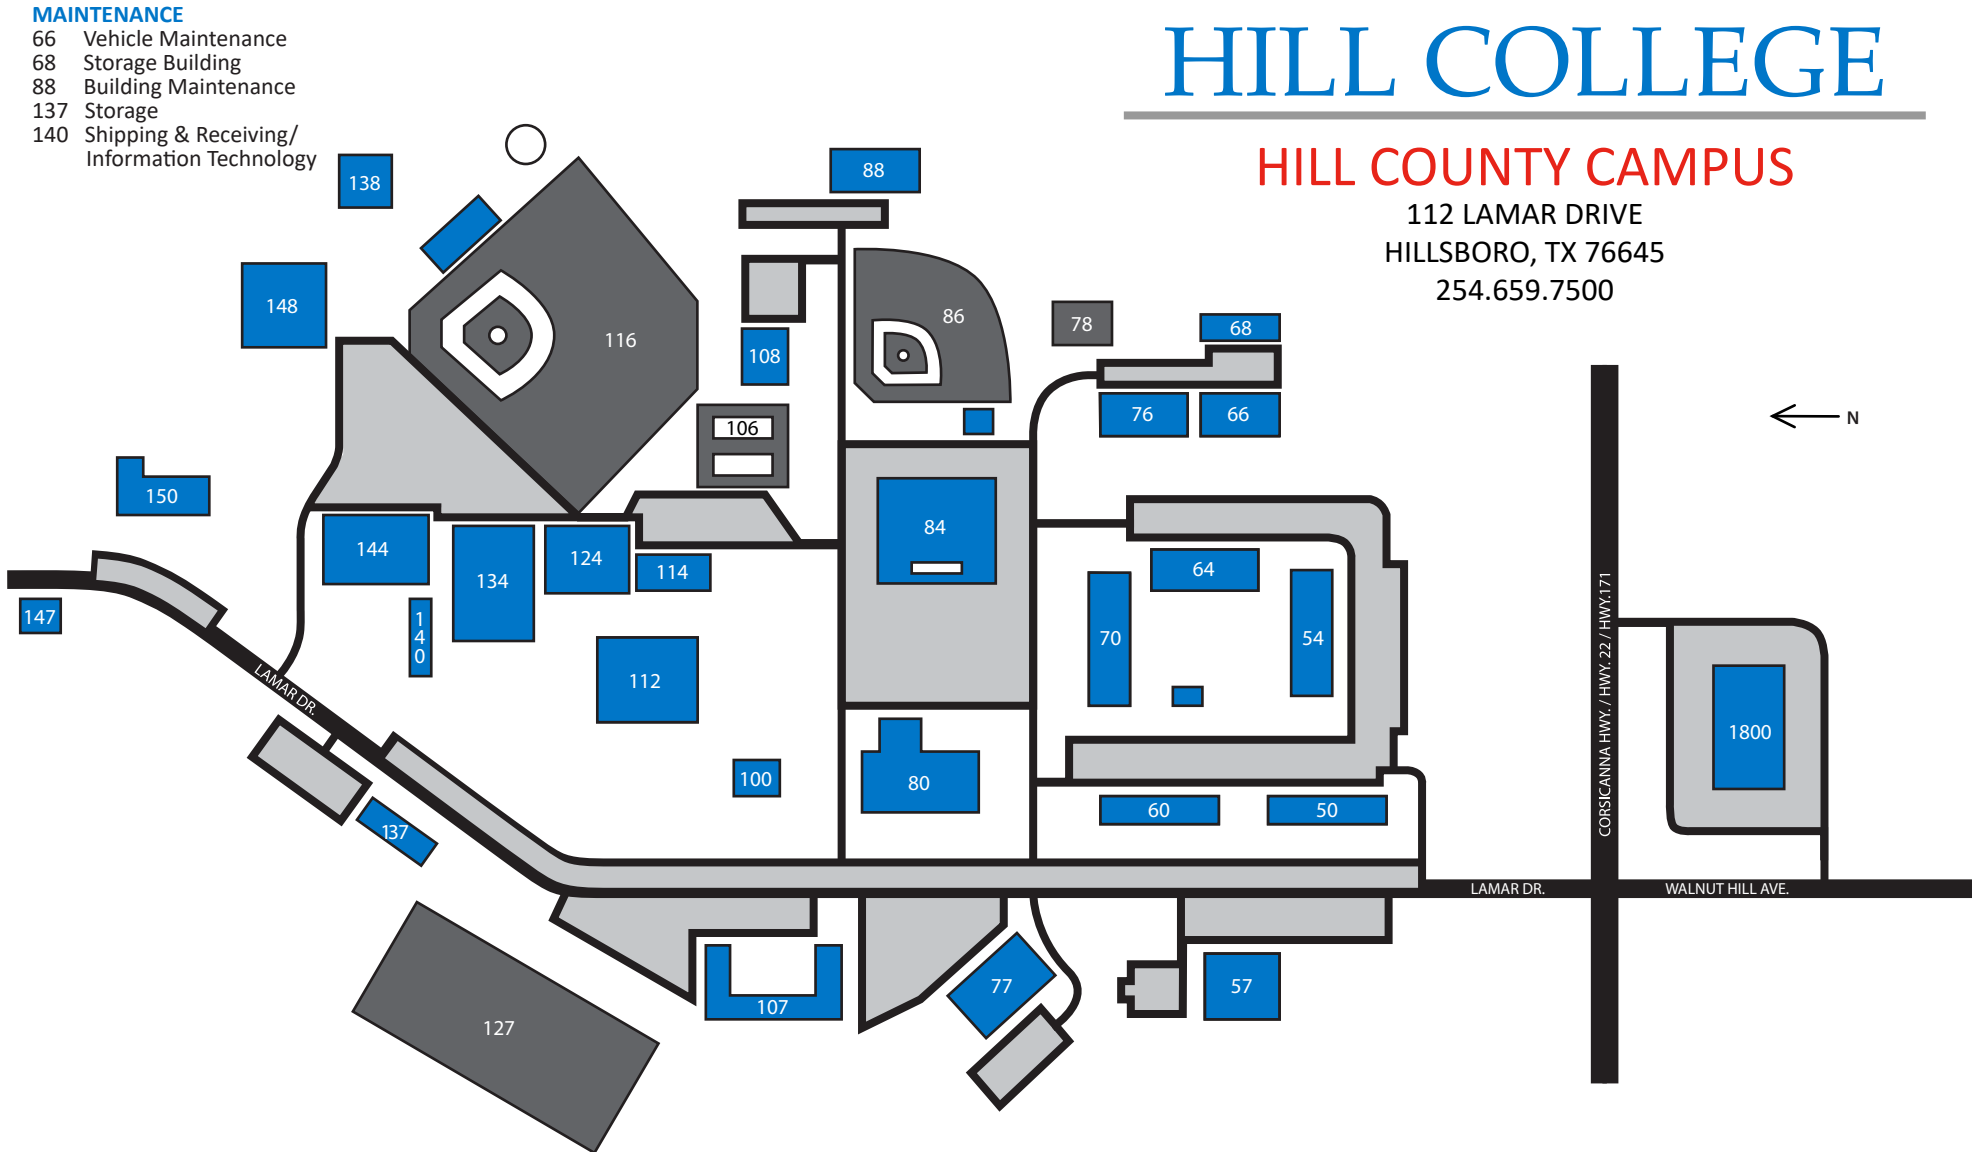 MAINTENANCE
66 Vehicle Maintenance
68 Storage Building
88 Building Maintenance
137 Storage
140 Shipping & Receiving/
Information Technology
HILL COLLEGE
HILL COUNTY CAMPUS
112 LAMAR DRIVE
HILLSBORO, TX 76645
254.659.7500
138
88
148
116
86
78
68
108
76
66
N
106
150
84
144
134
124
114
64
147
140
70
54
112
LAMAR DR.
CORSICANNA HWY. / HWY. 22 / HWY.171
1800
100
80
137
60
50
LAMAR DR.
WALNUT HILL AVE.
77
57
107
127